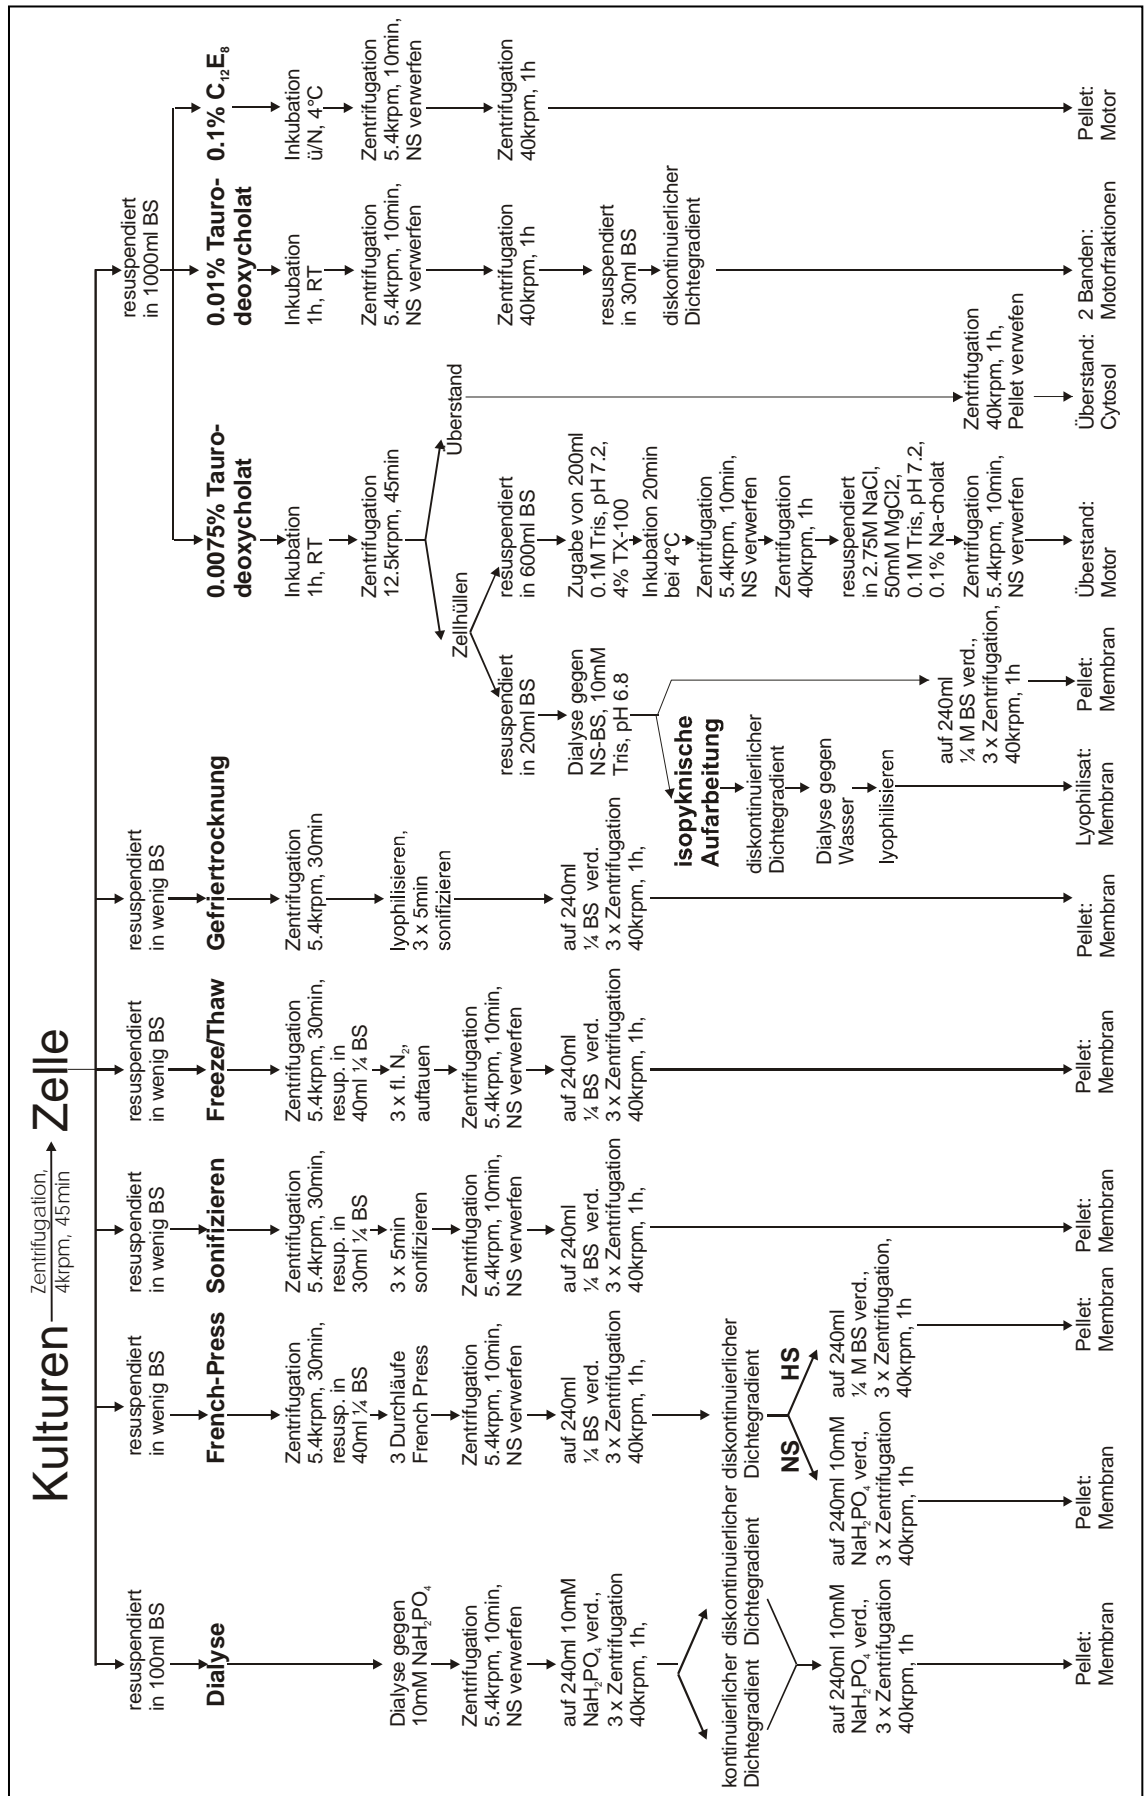 Kulturen
Zentrifugation,
4krpm, 45min
Zelle
resuspendiert
in 100ml BS
Dialyse
Dialyse gegen
10mM NaH₂PO₄
Zentrifugation
5.4krpm, 10min,
NS verwerfen
auf 240ml 10mM
NaH₂PO₄ verd.,
3 x Zentrifugation
40krpm, 1h,
kontinuierlicher
Dichtegradient
diskontinuierlicher
Dichtegradient
auf 240ml 10mM
NaH₂PO₄ verd.,
3 x Zentrifugation
40krpm, 1h
Pellet:
Membran
resuspendiert
in wenig BS
French-Press
Zentrifugation
5.4krpm, 30min,
resup. in
40ml ¼ BS
3 Durchläufe
French Press
Zentrifugation
5.4krpm, 10min,
NS verwerfen
auf 240ml
¼ BS verd.
3 x Zentrifugation
40krpm, 1h,
diskontinuierlicher
Dichtegradient
NS
HS
auf 240ml 10mM
NaH₂PO₄ verd.,
3 x Zentrifugation
40krpm, 1h
Pellet:
Membran
auf 240ml
¼ M BS verd.,
3 x Zentrifugation,
40krpm, 1h
Pellet:
Membran
resuspendiert
in wenig BS
Sonifizieren
Zentrifugation
5.4krpm, 30min,
resup. in
30ml ¼ BS
3 x 5min
sonifizieren
Zentrifugation
5.4krpm, 10min,
NS verwerfen
auf 240ml
¼ BS verd.
3 x Zentrifugation
40krpm, 1h,
Pellet:
Membran
resuspendiert
in wenig BS
Freeze/Thaw
Zentrifugation
5.4krpm, 30min,
resup. in
40ml ¼ BS
3 x fl. N₂,
auftauen
Zentrifugation
5.4krpm, 10min,
NS verwerfen
auf 240ml
¼ BS verd.
3 x Zentrifugation
40krpm, 1h,
Pellet:
Membran
resuspendiert
in wenig BS
Gefriertrocknung
Zentrifugation
5.4krpm, 30min
lyophilisieren,
3 x 5min
sonifizieren
auf 240ml
¼ BS verd.
3 x Zentrifugation
40krpm, 1h,
Pellet:
Membran
resuspendiert
in 1000ml BS
0.0075% Tauro-
deoxycholat
Inkubation
1h, RT
Zentrifugation
12.5krpm, 45min
Zellhüllen
Überstand
resuspendiert
in 20ml BS
Dialyse gegen
NS-BS, 10mM
Tris, pH 6.8
isopyknische
Aufarbeitung
diskontinuierlicher
Dichtegradient
Dialyse gegen
Wasser
lyophilisieren
Lyophilisat:
Membran
auf 240ml
¼ M BS verd.,
3 x Zentrifugation,
40krpm, 1h
Pellet:
Membran
resuspendiert
in 600ml BS
Zugabe von 200ml
0.1M Tris, pH 7.2,
4% TX-100
Inkubation 20min
bei 4°C
Zentrifugation
5.4krpm, 10min,
NS verwerfen
Zentrifugation
40krpm, 1h
resuspendiert
in 2.75M NaCl,
50mM MgCl2,
0.1M Tris, pH 7.2,
0.1% Na-cholat
Zentrifugation
5.4krpm, 10min,
NS verwerfen
Überstand:
Motor
Zentrifugation
40krpm, 1h,
Pellet verwefen
Überstand:
Cytosol
0.01% Tauro-
deoxycholat
Inkubation
1h, RT
Zentrifugation
5.4krpm, 10min,
NS verwerfen
Zentrifugation
40krpm, 1h
resuspendiert
in 30ml BS
diskontinuierlicher
Dichtegradient
2 Banden:
Motorfraktionen
0.1% C₁₂E₈
Inkubation
ü/N, 4°C
Zentrifugation
5.4krpm, 10min,
NS verwerfen
Zentrifugation
40krpm, 1h
Pellet:
Motor